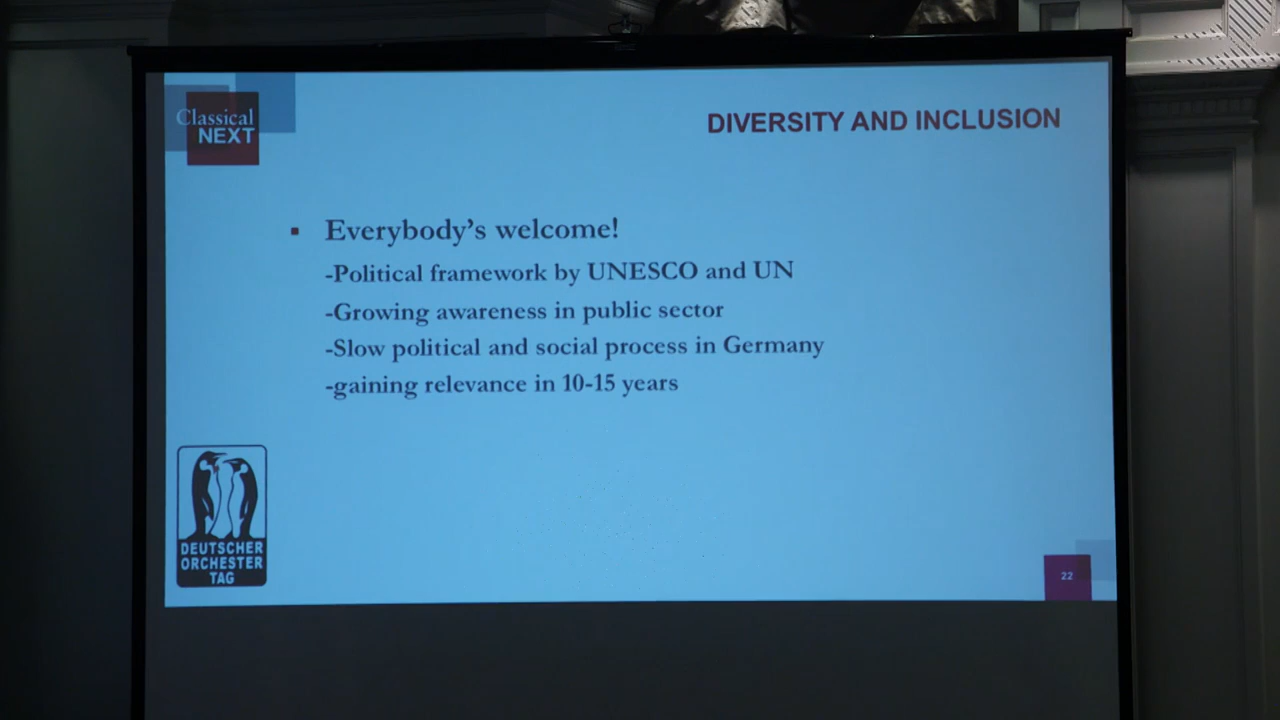 Classical
NEXT
DIVERSITY AND INCLUSION
▪ Everybody's welcome!
-Political framework by UNESCO and UN
-Growing awareness in public sector
-Slow political and social process in Germany
-gaining relevance in 10-15 years
DEUTSCHER
ORCHESTER
TAG
22